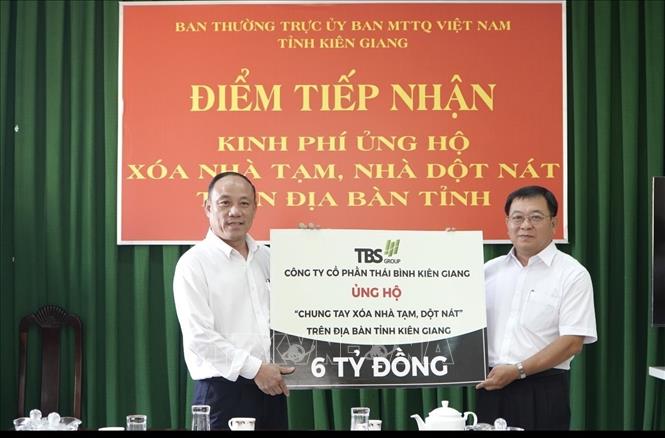 BAN THƯỜNG TRỰC ỦY BAN MTTQ VIỆT NAM
TỈNH KIÊN GIANG
ĐIỂM TIẾP NHẬN
KINH PHÍ ỦNG HỘ
XÓA NHÀ TẠM, NHÀ DỘT NÁT
TRÊN ĐỊA BÀN TỈNH
TBS
GROUP
CÔNG TY CỔ PHẦN THÁI BÌNH KIÊN GIANG
ỦNG HỘ
“CHUNG TAY XÓA NHÀ TẠM, DỘT NÁT”
TRÊN ĐỊA BÀN TỈNH KIÊN GIANG
6 TỶ ĐỒNG